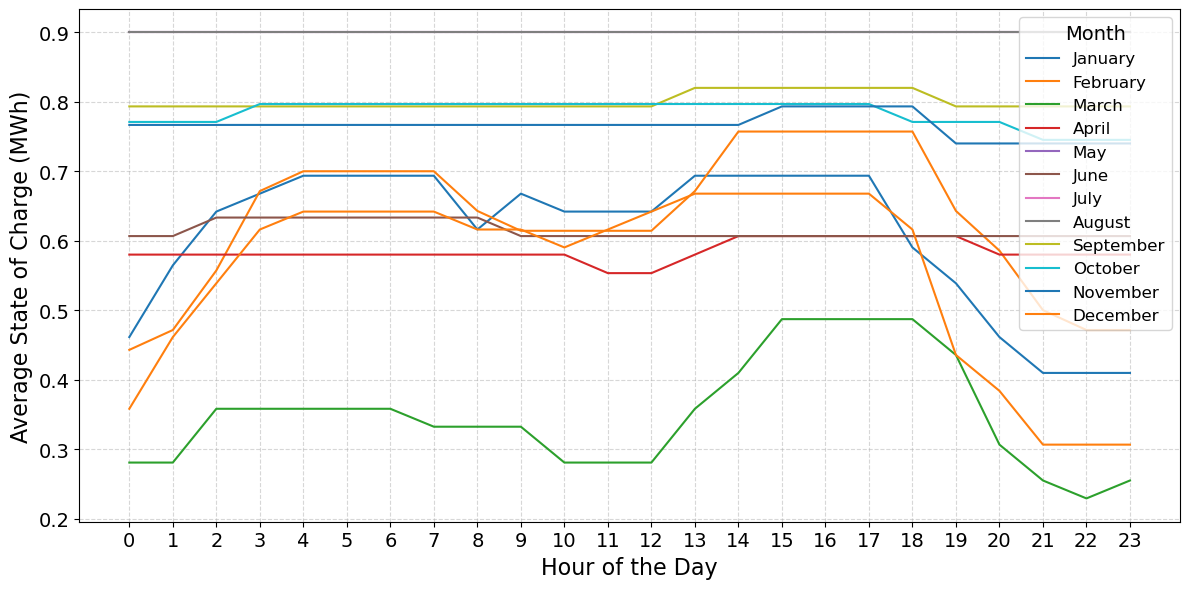 Average State of Charge (MWh)
0.9
0.8
0.7
0.6
0.5
0.4
0.3
0.2
Month
January
February
March
April
May
June
July
August
September
October
November
December
0 1 2 3 4 5 6 7 8 9 10 11 12 13 14 15 16 17 18 19 20 21 22 23
Hour of the Day